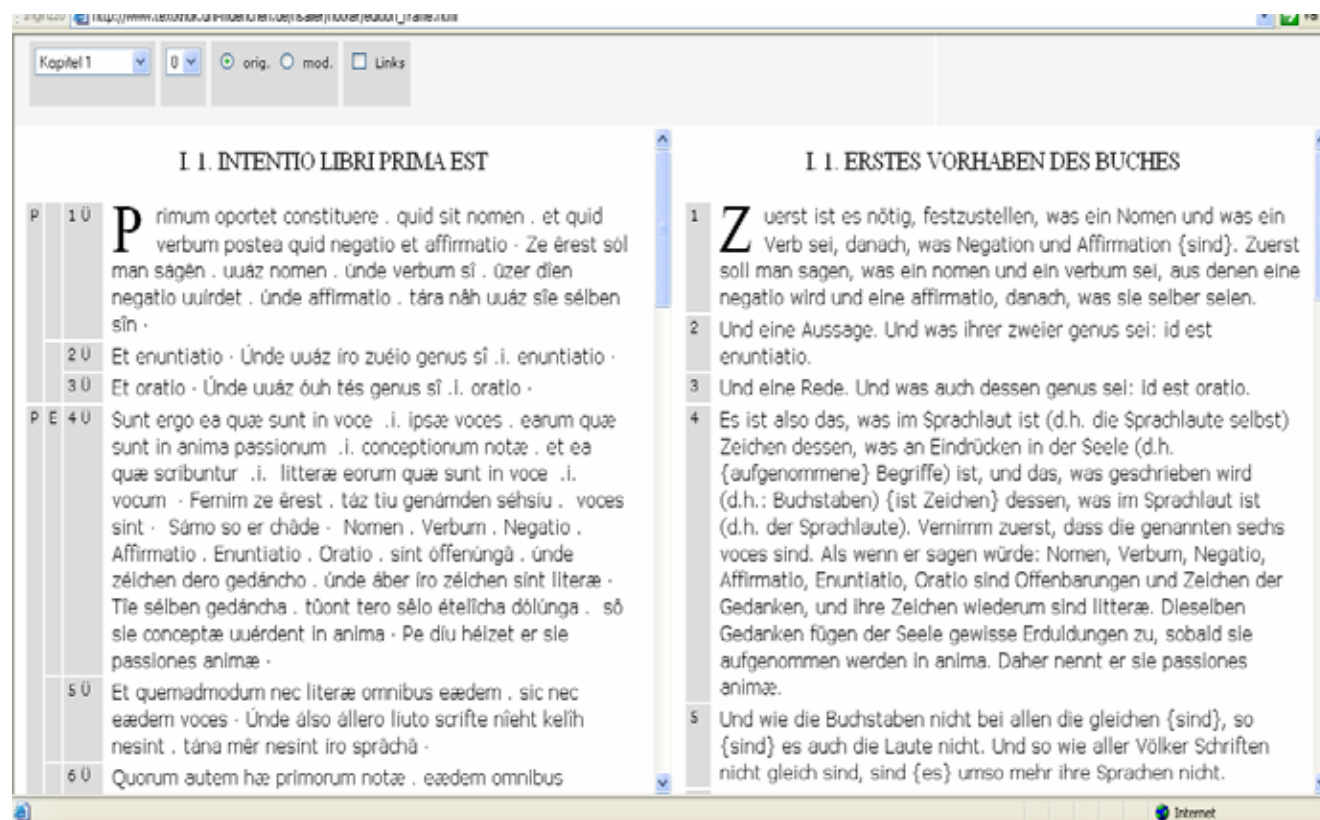 Kapitel 1 0 orig. mod. Links
I. 1. INTENTIO LIBRI PRIMA EST
P 1 Ü Primum oportet constituere . quid sit nomen . et quid
verbum postea quid negatio et affirmatio · Ze êrest sól
man ságên . uuáz nomen . únde verbum sî . ûzer dîen
negatio uuírdet . únde affirmatio . tára nâh uuáz sîe sélben
sîn ·
2 Ü Et enuntiatio · Únde uuáz íro zuéio genus sî .i. enuntiatio ·
3 Ü Et oratio · Únde uuáz óuh tés genus sî .i. oratio ·
P E 4 Ü Sunt ergo ea quæ sunt in voce .i. ipsæ voces . earum quæ
sunt in anima passionum .i. conceptionum notæ . et ea
quæ scribuntur .i. litteræ eorum quæ sunt in voce .i.
vocum · Fernim ze êrest . táz tiu genámden séhsiu . voces
sint · Sámo so er châde · Nomen . Verbum . Negatio .
Affirmatio . Enuntiatio . Oratio . sínt óffenúngâ . únde
zéichen dero gedáncho . únde áber íro zéichen sínt literæ ·
Tîe sélben gedáncha . tûont tero sêlo ételîcha dólúnga . sô
sie conceptæ uuérdent in anima · Pe díu héizet er sie
passiones animæ ·
5 Ü Et quemadmodum nec literæ omnibus eædem . sic nec
eædem voces · Únde álso állero líuto scrifte nîeht kelîh
nesint . tána mêr nesint íro sprâchâ ·
6 Ü Quorum autem hæ primorum notæ . eædem omnibus
I. 1. ERSTES VORHABEN DES BUCHES
1 Zuerst ist es nötig, festzustellen, was ein Nomen und was ein
Verb sei, danach, was Negation und Affirmation {sind}. Zuerst
soll man sagen, was ein nomen und ein verbum sei, aus denen eine
negatio wird und eine affirmatio, danach, was sie selber seien.
2 Und eine Aussage. Und was ihrer zweier genus sei: id est
enuntiatio.
3 Und eine Rede. Und was auch dessen genus sei: id est oratio.
4 Es ist also das, was im Sprachlaut ist (d.h. die Sprachlaute selbst)
Zeichen dessen, was an Eindrücken in der Seele (d.h.
{aufgenommene} Begriffe) ist, und das, was geschrieben wird
(d.h.: Buchstaben) {ist Zeichen} dessen, was im Sprachlaut ist
(d.h. der Sprachlaute). Vernimm zuerst, dass die genannten sechs
voces sind. Als wenn er sagen würde: Nomen, Verbum, Negatio,
Affirmatio, Enuntiatio, Oratio sind Offenbarungen und Zeichen der
Gedanken, und ihre Zeichen wiederum sind litteræ. Dieselben
Gedanken fügen der Seele gewisse Erduldungen zu, sobald sie
aufgenommen werden in anima. Daher nennt er sie passiones
animæ.
5 Und wie die Buchstaben nicht bei allen die gleichen {sind}, so
{sind} es auch die Laute nicht. Und so wie aller Völker Schriften
nicht gleich sind, sind {es} umso mehr ihre Sprachen nicht.
Internet